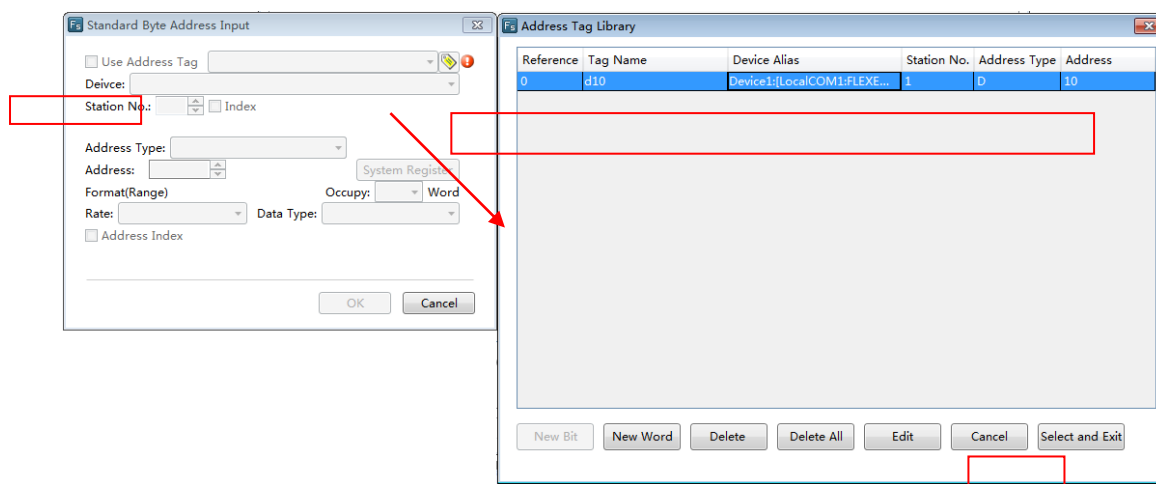 Fs Standard Byte Address Input
Use Address Tag
Deivce:
Station No.: Index
Address Type:
Address: System Register
Format(Range) Occupy: Word
Rate: Data Type:
Address Index
OK Cancel
Fs Address Tag Library
Reference Tag Name Device Alias Station No. Address Type Address
0 d10 Device1:[LocalCOM1:FLEXE... 1 D 10
New Bit New Word Delete Delete All Edit Cancel Select and Exit